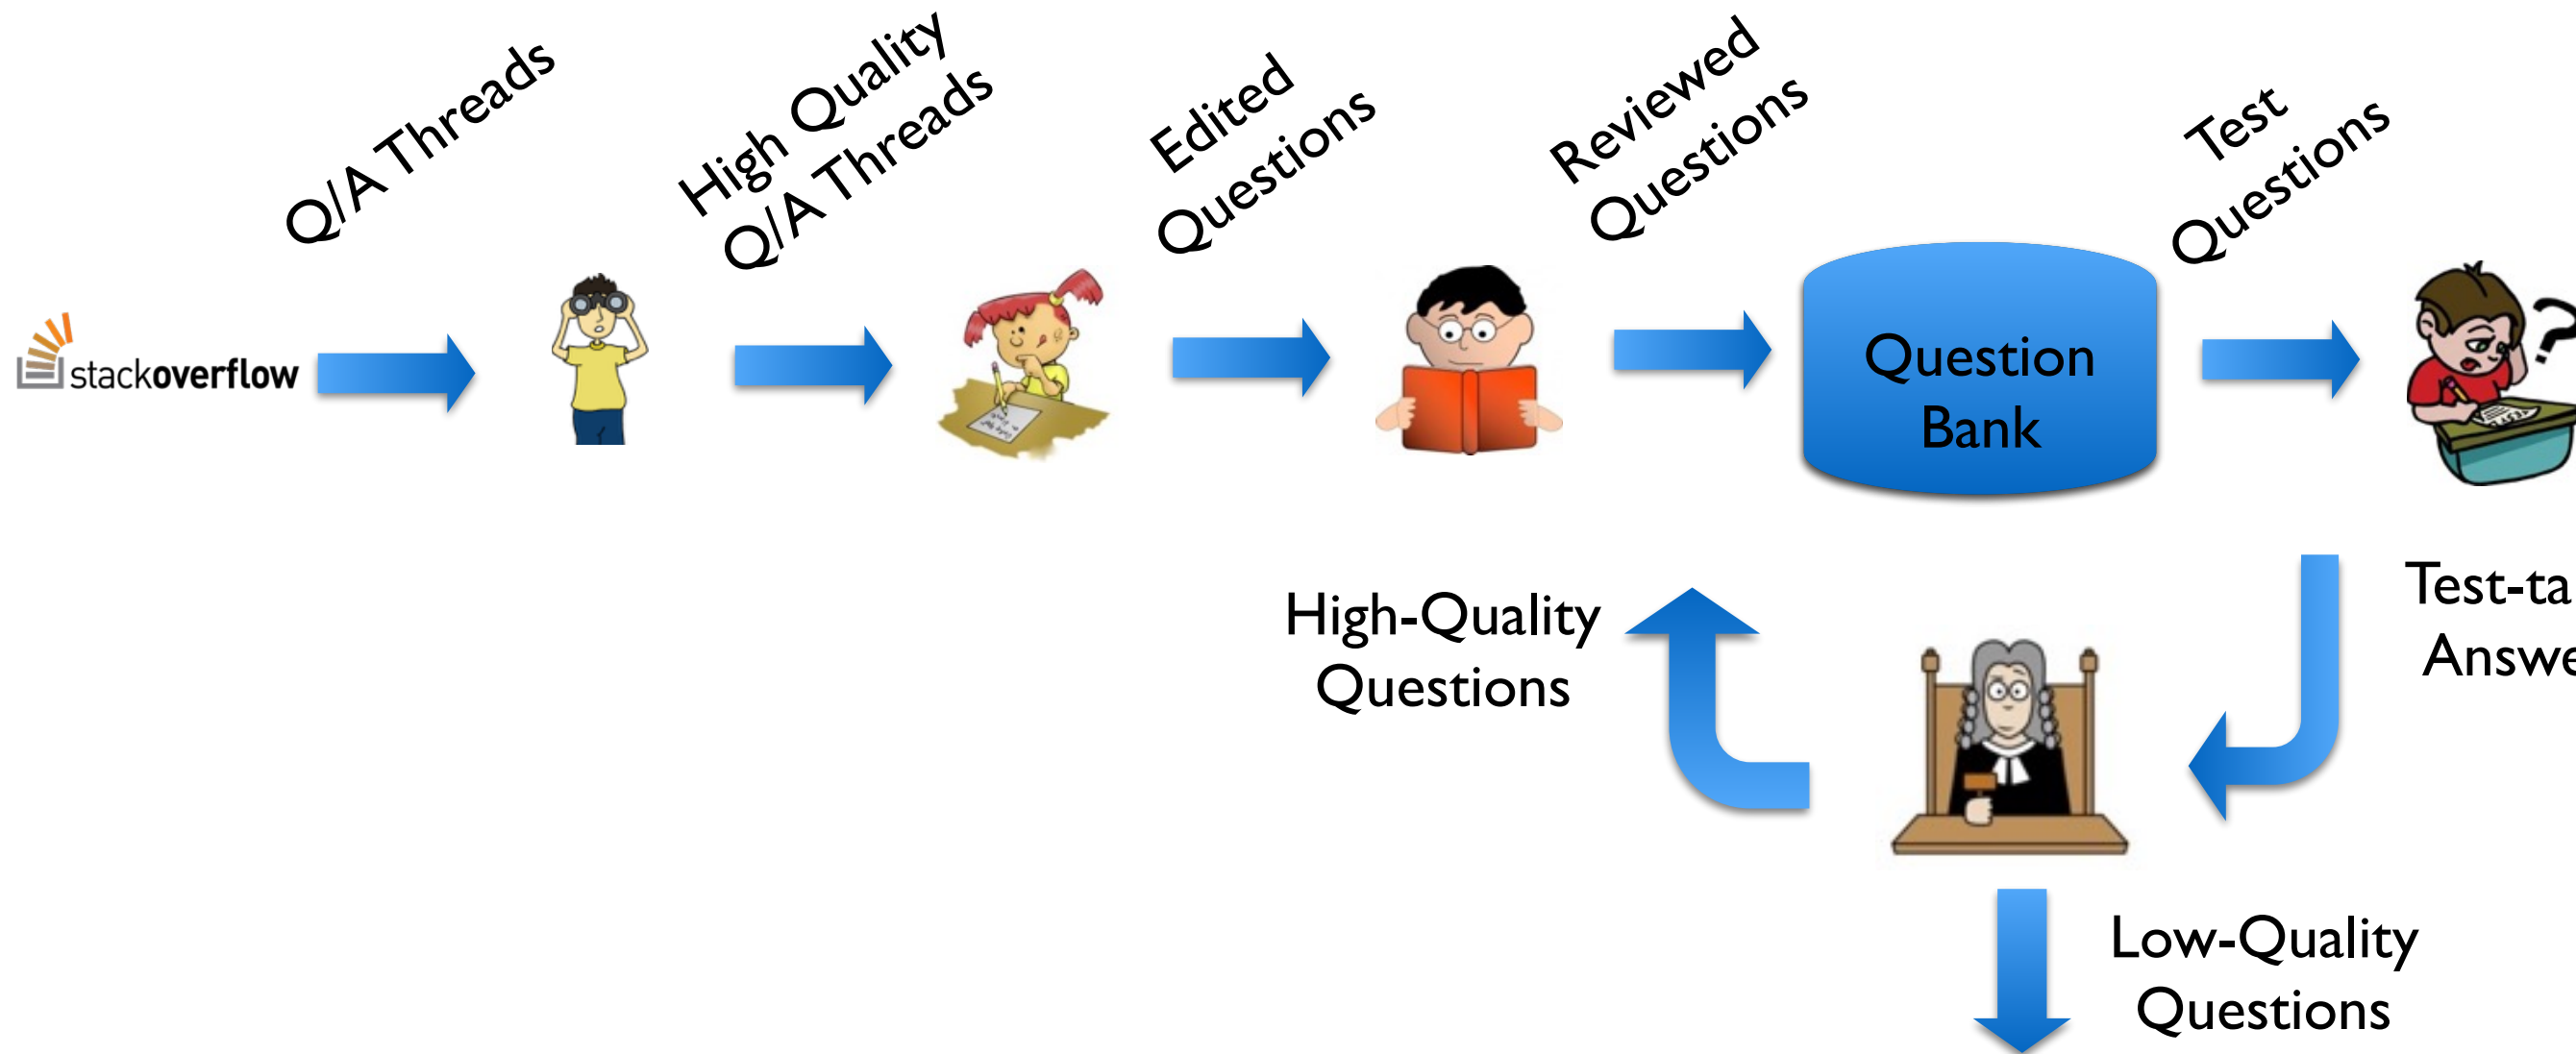 Q/A Threads
High Quality
Q/A Threads
Edited
Questions
Reviewed
Questions
Test
Questions
stackoverflow
Question
Bank
High-Quality
Questions
Low-Quality
Questions